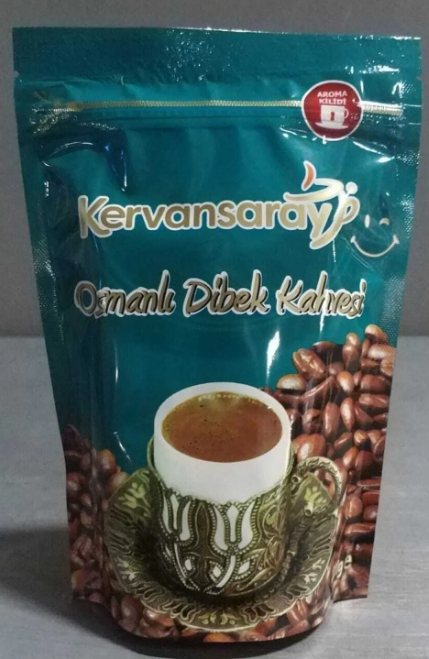 AROMA
KİLİDİ
Kervansaray
Osmanlı Dibek Kahvesi